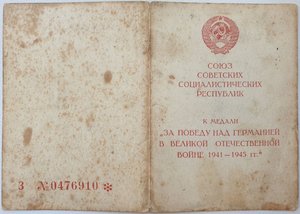 СОЮЗ
СОВЕТСКИХ
СОЦИАЛИСТИЧЕСКИХ
РЕСПУБЛИК
К МЕДАЛИ
„ЗА ПОБЕДУ НАД ГЕРМАНИЕЙ
В ВЕЛИКОЙ ОТЕЧЕСТВЕННОЙ
ВОЙНЕ 1941—1945 гг.“
З №0476910 *